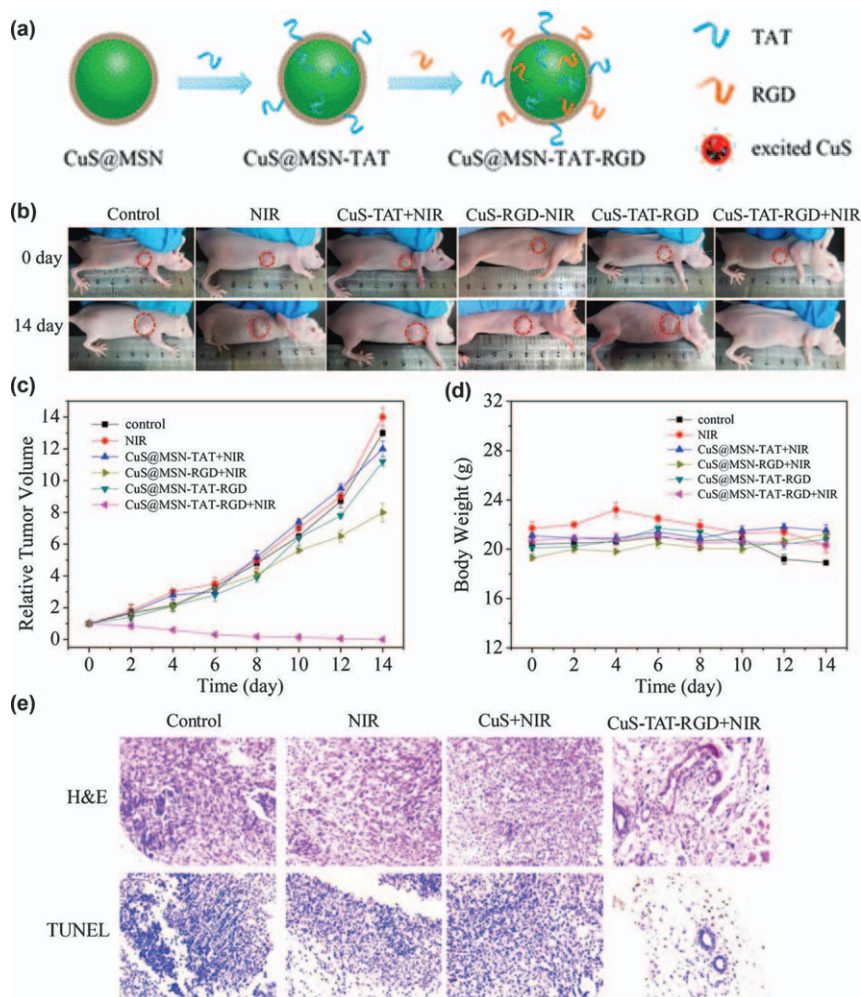 (a)
TAT
RGD
excited CuS
CuS@MSN
CuS@MSN-TAT
CuS@MSN-TAT-RGD
(b)
Control NIR CuS-TAT+NIR CuS-RGD-NIR CuS-TAT-RGD CuS-TAT-RGD+NIR
0 day
14 day
(c)
Relative Tumor Volume
14
12
10
8
6
4
2
0
control
NIR
CuS@MSN-TAT+NIR
CuS@MSN-RGD+NIR
CuS@MSN-TAT-RGD
CuS@MSN-TAT-RGD+NIR
0 2 4 6 8 10 12 14
Time (day)
(d)
Body Weight (g)
32
28
24
20
16
12
control
NIR
CuS@MSN-TAT+NIR
CuS@MSN-RGD+NIR
CuS@MSN-TAT-RGD
CuS@MSN-TAT-RGD+NIR
0 2 4 6 8 10 12 14
Time (day)
(e)
Control NIR CuS+NIR CuS-TAT-RGD+NIR
H&E
TUNEL